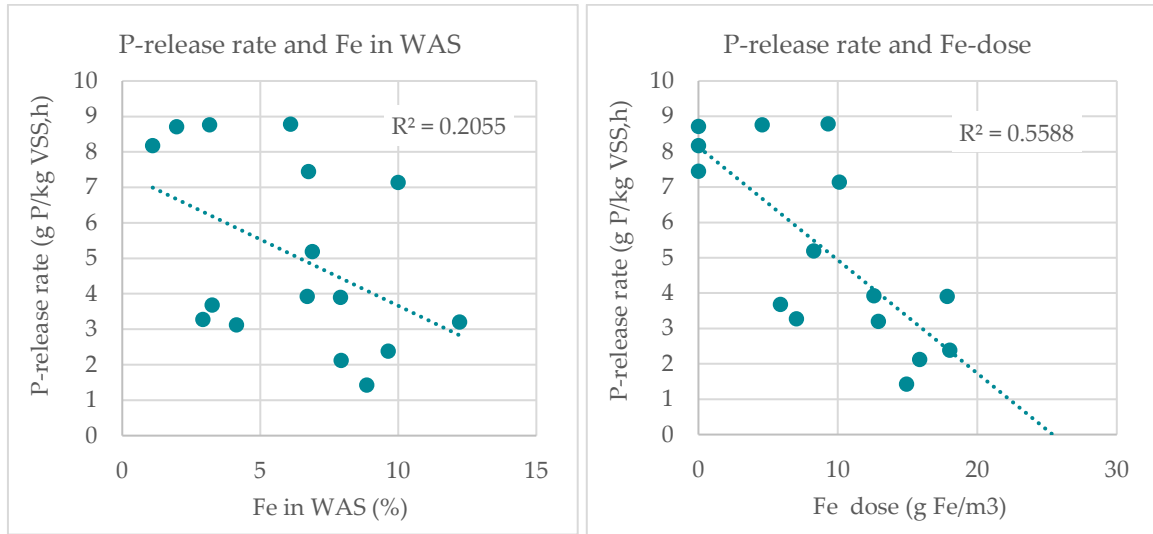 P-release rate and Fe in WAS
P-release rate (g P/kg VSS,h)
10
9
8
7
6
5
4
3
2
1
0
R² = 0.2055
0 5 10 15
Fe in WAS (%)
P-release rate and Fe-dose
P-release rate (g P/kg VSS,h)
10
9
8
7
6
5
4
3
2
1
0
R² = 0.5588
0 10 20 30
Fe dose (g Fe/m3)